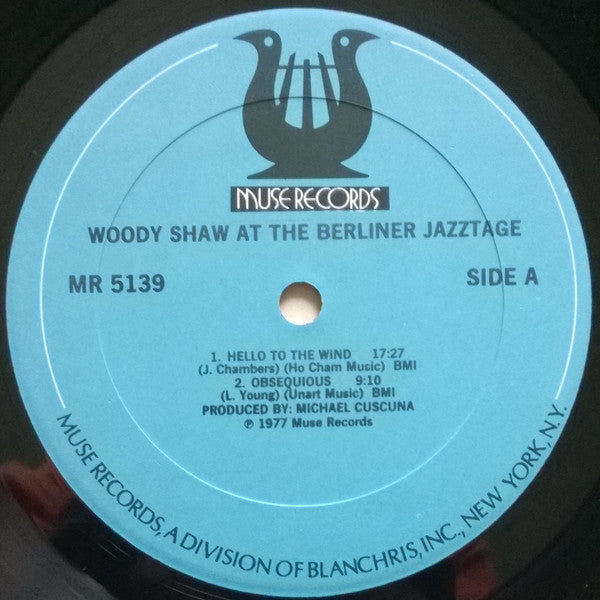 MUSE RECORDS
WOODY SHAW AT THE BERLINER JAZZTAGE
MR 5139
SIDE A
1. HELLO TO THE WIND 17:27
(J. Chambers) (Ho Cham Music) BMI
2. OBSEQUIOUS 9:10
(L. Young) (Unart Music) BMI
PRODUCED BY: MICHAEL CUSCUNA
℗ 1977 Muse Records
MUSE RECORDS, A DIVISION OF BLANCHRIS, INC., NEW YORK, N.Y.